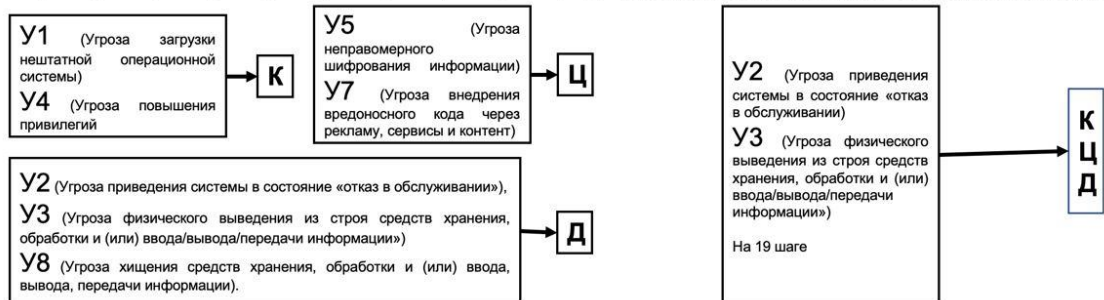 У1 (Угроза загрузки
нештатной операционной
системы)
У4 (Угроза повышения
привилегий
К
У5 (Угроза
неправомерного
шифрования информации)
У7 (Угроза внедрения
вредоносного кода через
рекламу, сервисы и контент)
Ц
У2 (Угроза приведения системы в состояние «отказ в обслуживании»),
У3 (Угроза физического выведения из строя средств хранения,
обработки и (или) ввода/вывода/передачи информации»)
У8 (Угроза хищения средств хранения, обработки и (или) ввода,
вывода, передачи информации).
Д
У2 (Угроза приведения
системы в состояние «отказ
в обслуживании)
У3 (Угроза физического
выведения из строя средств
хранения, обработки и (или)
ввода/вывода/передачи
информации»)
На 19 шаге
К
Ц
Д